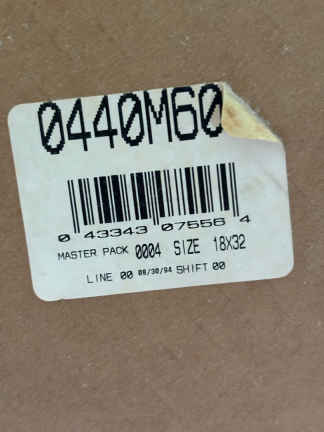 0440M60
0 43343 07556 4
MASTER PACK 0004 SIZE 18X32
LINE 00 08/30/94 SHIFT 00